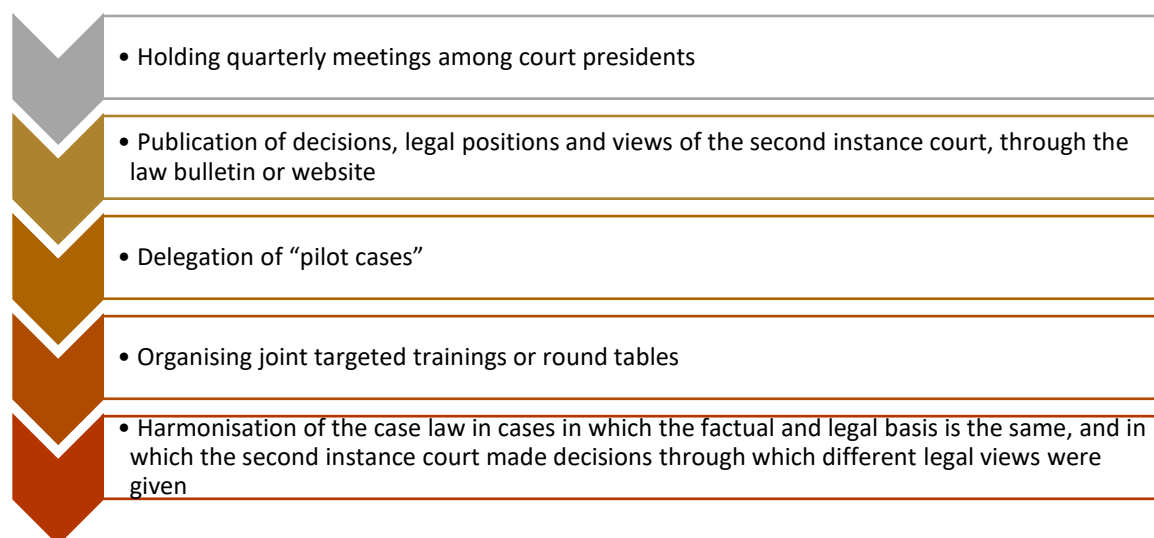 • Holding quarterly meetings among court presidents
• Publication of decisions, legal positions and views of the second instance court, through the
law bulletin or website
• Delegation of “pilot cases”
• Organising joint targeted trainings or round tables
• Harmonisation of the case law in cases in which the factual and legal basis is the same, and in
which the second instance court made decisions through which different legal views were
given